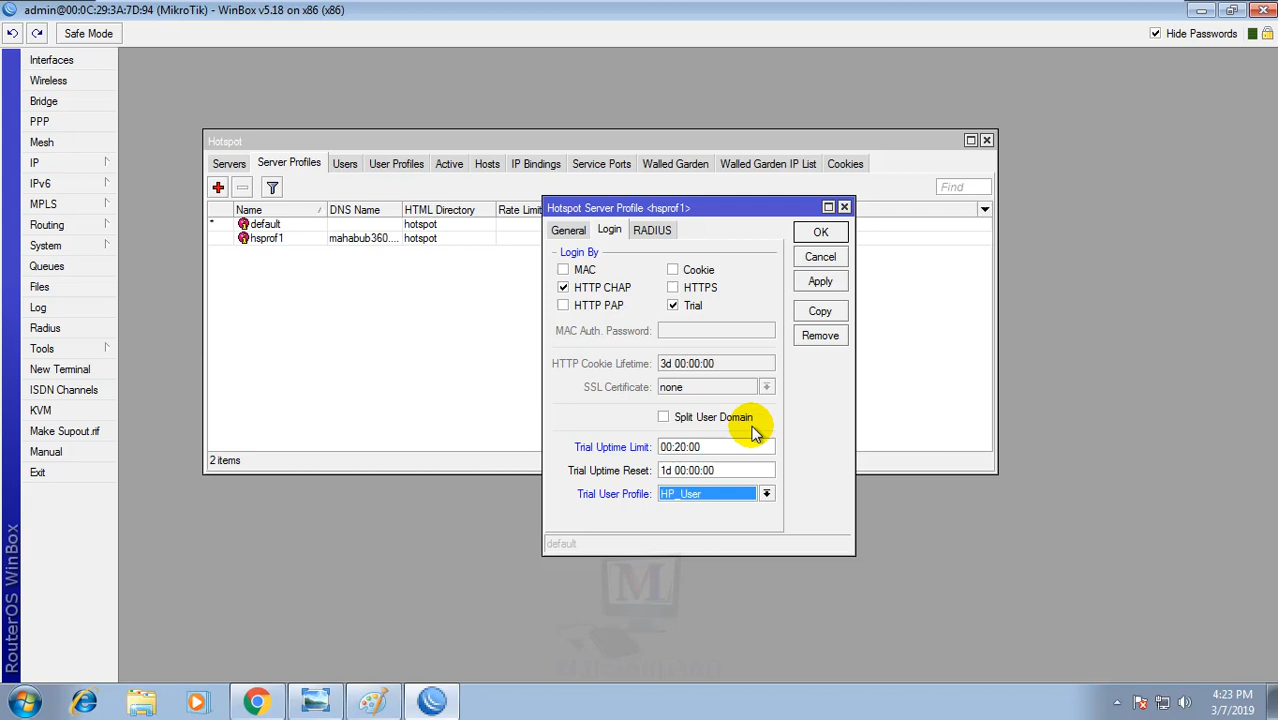 admin@00:0C:29:3A:7D:94 (MikroTik) - WinBox v5.18 on x86 (x86)
Safe Mode
Hide Passwords
Interfaces
Wireless
Bridge
PPP
Mesh
IP
IPv6
MPLS
Routing
System
Queues
Files
Log
Radius
Tools
New Terminal
ISDN Channels
KVM
Make Supout.rif
Manual
Exit
RouterOS WinBox
Hotspot
Servers Server Profiles Users User Profiles Active Hosts IP Bindings Service Ports Walled Garden Walled Garden IP List Cookies
Find
Name / DNS Name HTML Directory Rate Limit
* default hotspot
hsprof1 mahabub360.... hotspot
2 items
Hotspot Server Profile <hsprof1>
General Login RADIUS
Login By
MAC Cookie
HTTP CHAP HTTPS
HTTP PAP Trial
MAC Auth. Password:
HTTP Cookie Lifetime: 3d 00:00:00
SSL Certificate: none
Split User Domain
Trial Uptime Limit: 00:20:00
Trial Uptime Reset: 1d 00:00:00
Trial User Profile: HP_User
default
OK
Cancel
Apply
Copy
Remove
M
4:23 PM
3/7/2019